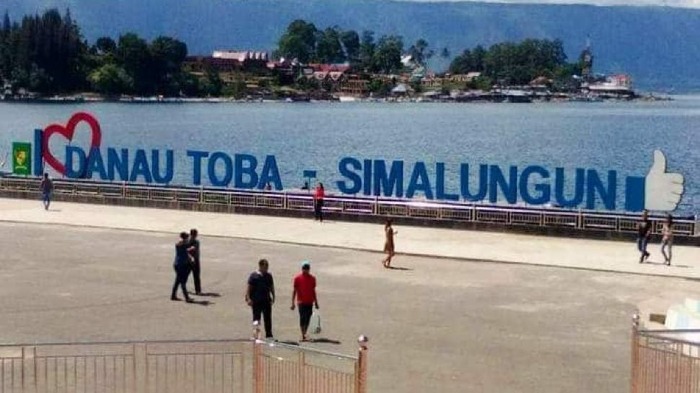 I DANAU TOBA - SIMALUNGUN